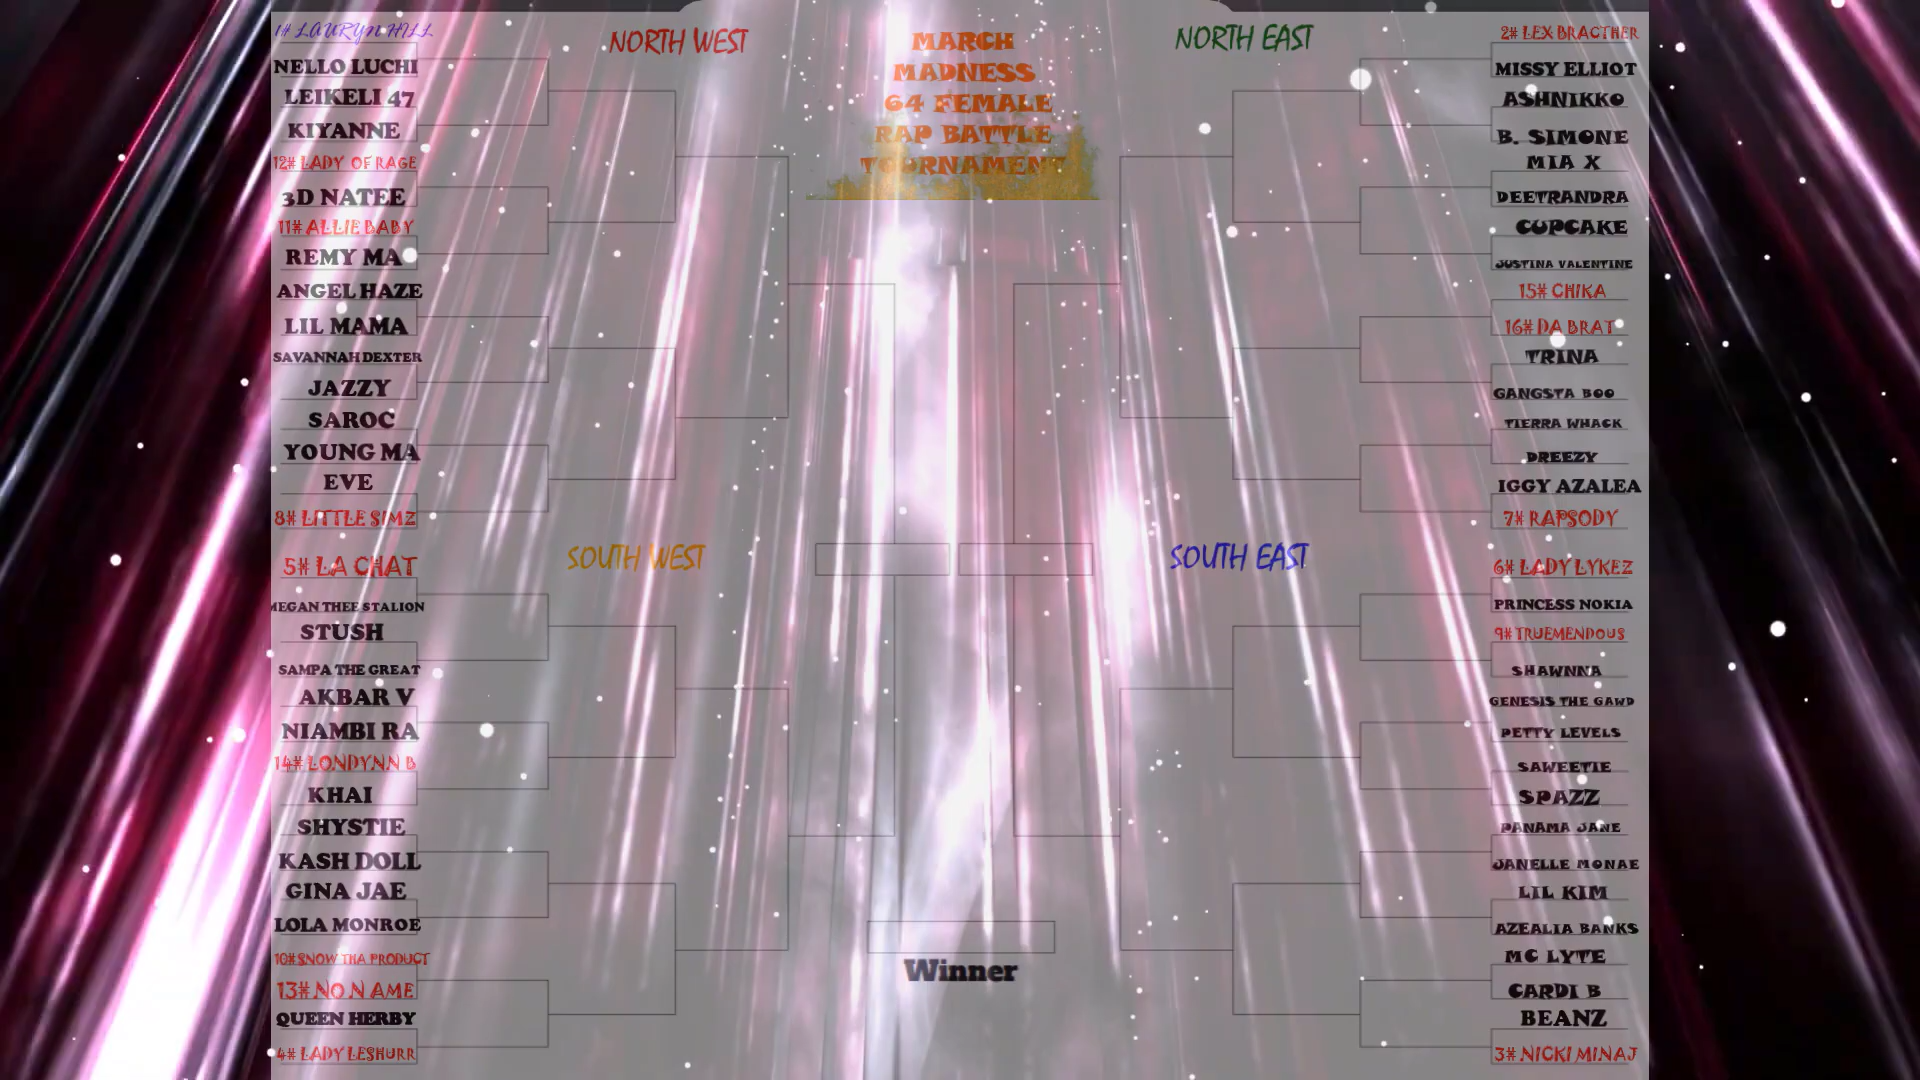 1# LAURYN HILL
NELLO LUCHI
LEIKELI 47
KIYANNE
12# LADY OF RAGE
3D NATEE
11# ALLIE BABY
REMY MA
ANGEL HAZE
LIL MAMA
SAVANNAH DEXTER
JAZZY
SAROC
YOUNG MA
EVE
8# LITTLE SIMZ
NORTH WEST
MARCH
MADNESS
64 FEMALE
RAP BATTLE
TOURNAMENT
NORTH EAST
2# LEX BRACTHER
MISSY ELLIOT
ASHNIKKO
B. SIMONE
MIA X
DEETRANDRA
CUPCAKE
JUSTINA VALENTINE
15# CHIKA
16# DA BRAT
TRINA
GANGSTA BOO
TIERRA WHACK
DREEZY
IGGY AZALEA
7# RAPSODY
SOUTH WEST
5# LA CHAT
MEGAN THEE STALION
STUSH
SAMPA THE GREAT
AKBAR V
NIAMBI RA
14# LONDYNN B
KHAI
SHYSTIE
KASH DOLL
GINA JAE
LOLA MONROE
10# SNOW THA PRODUCT
13# NO N AME
QUEEN HERBY
4# LADY LESHURR
SOUTH EAST
6# LADY LYKEZ
PRINCESS NOKIA
9# TRUEMENDOUS
SHAWNNA
GENESIS THE GAWD
PETTY LEVELS
SAWEETIE
SPAZZ
PANAMA JANE
JANELLE MONAE
LIL KIM
AZEALIA BANKS
MC LYTE
CARDI B
BEANZ
3# NICKI MINAJ
Winner